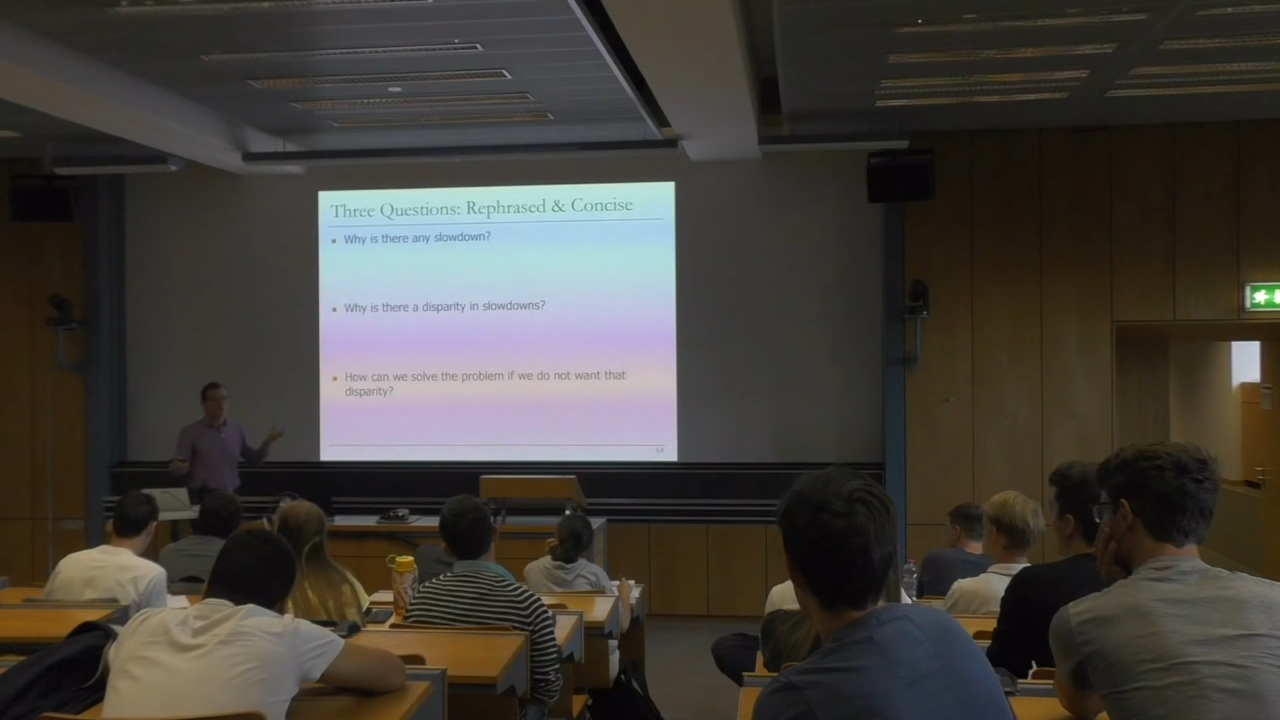 Three Questions: Rephrased & Concise
Why is there any slowdown?
Why is there a disparity in slowdowns?
How can we solve the problem if we do not want that
disparity?